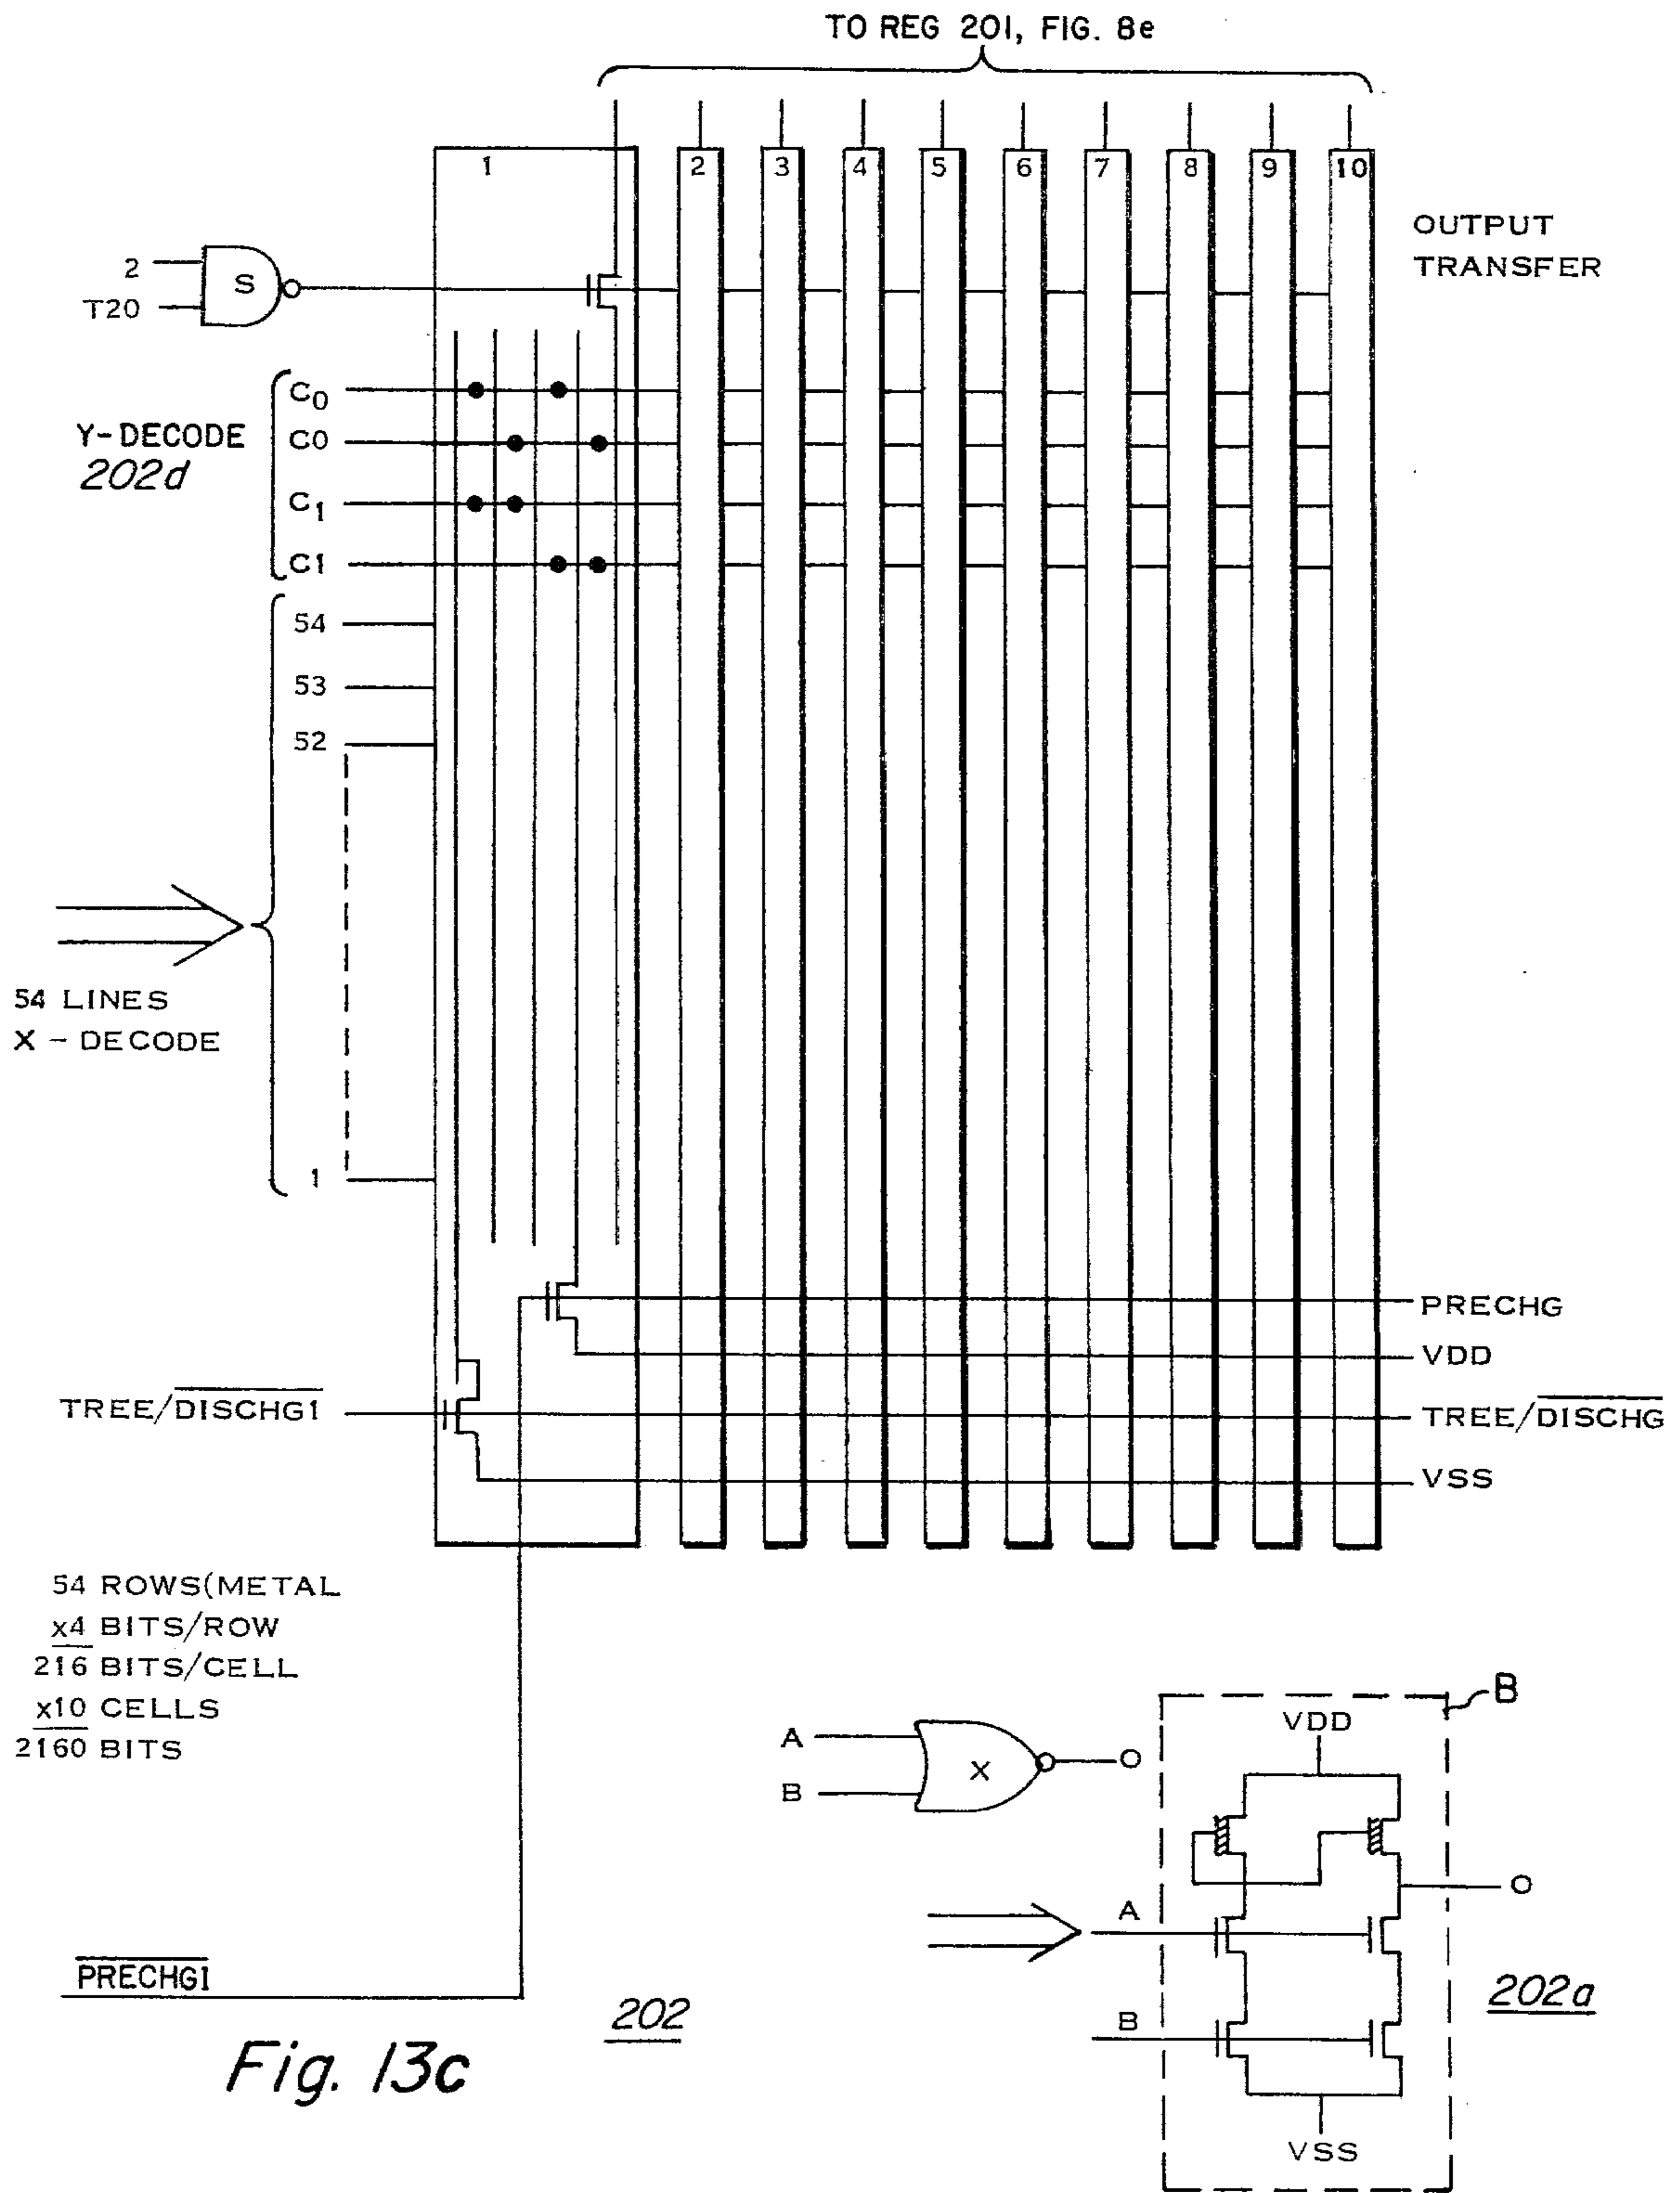 TO REG 201, FIG. 8e
1 2 3 4 5 6 7 8 9 10
OUTPUT
TRANSFER
2
T20
S
C0
C0
Y-DECODE
202d
C1
C1
54
53
52
54 LINES
X - DECODE
1
PRECHG
VDD
TREE/DISCHG1
TREE/DISCHG
VSS
54 ROWS(METAL
x4 BITS/ROW
216 BITS/CELL
x10 CELLS
2160 BITS
A
B
X
O
B
VDD
O
A
B
VSS
202a
PRECHG1
202
Fig. 13c